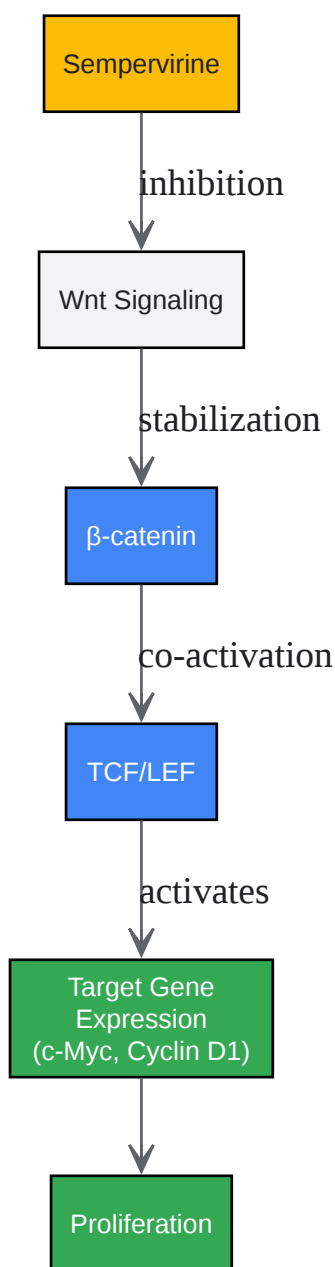 Sempervirine
inhibition
Wnt Signaling
stabilization
β-catenin
co-activation
TCF/LEF
activates
Target Gene
Expression
(c-Myc, Cyclin D1)
Proliferation